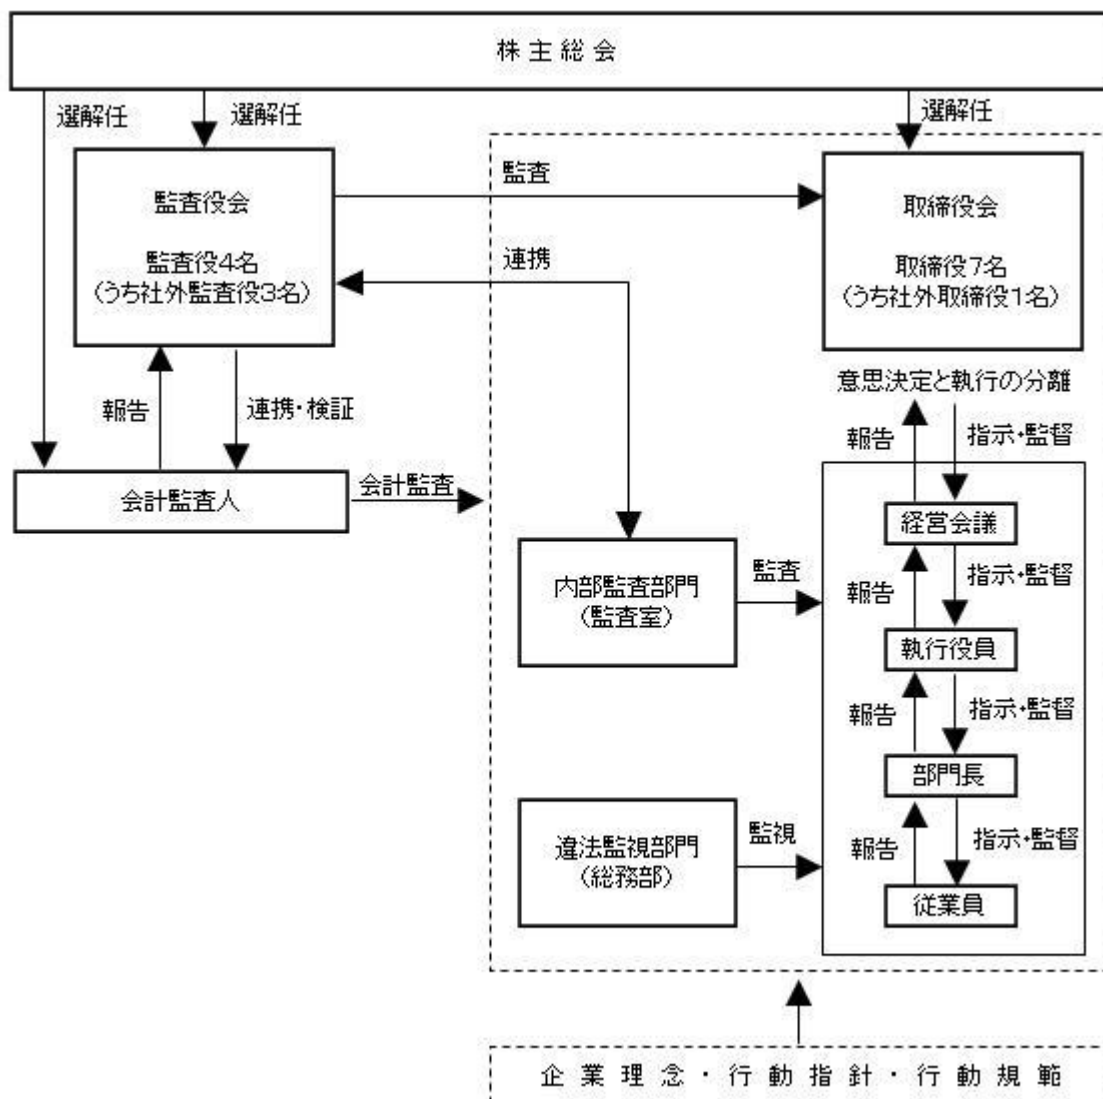 株主総会
選解任
選解任
選解任
監査役会
監査役4名
(うち社外監査役3名)
監査
連携
取締役会
取締役7名
(うち社外取締役1名)
意思決定と執行の分離
報告
連携・検証
報告
指示・監督
会計監査人
会計監査
経営会議
内部監査部門
(監査室)
監査
報告
指示・監督
執行役員
報告
指示・監督
部門長
違法監視部門
(総務部)
監視
報告
指示・監督
従業員
企業理念・行動指針・行動規範